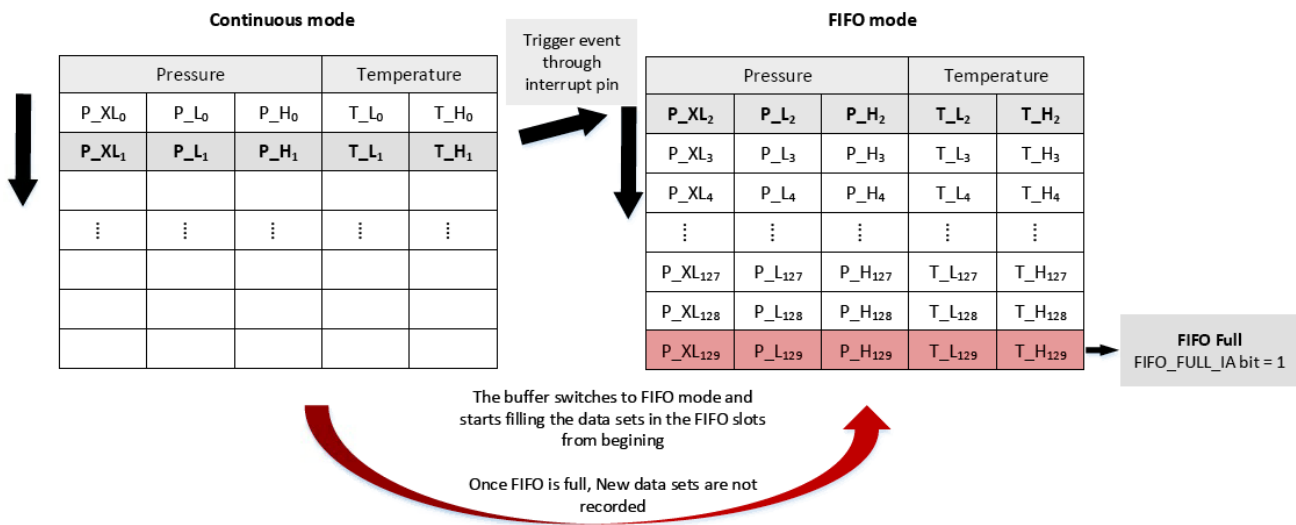 Continuous mode
Pressure Temperature
P_XL₀ P_L₀ P_H₀ T_L₀ T_H₀
P_XL₁ P_L₁ P_H₁ T_L₁ T_H₁
⁞ ⁞ ⁞ ⁞ ⁞
Trigger event
through
interrupt pin
FIFO mode
Pressure Temperature
P_XL₂ P_L₂ P_H₂ T_L₂ T_H₂
P_XL₃ P_L₃ P_H₃ T_L₃ T_H₃
P_XL₄ P_L₄ P_H₄ T_L₄ T_H₄
⁞ ⁞ ⁞ ⁞ ⁞
P_XL₁₂₇ P_L₁₂₇ P_H₁₂₇ T_L₁₂₇ T_H₁₂₇
P_XL₁₂₈ P_L₁₂₈ P_H₁₂₈ T_L₁₂₈ T_H₁₂₈
P_XL₁₂₉ P_L₁₂₉ P_H₁₂₉ T_L₁₂₉ T_H₁₂₉
FIFO Full
FIFO_FULL_IA bit = 1
The buffer switches to FIFO mode and
starts filling the data sets in the FIFO slots
from begining
Once FIFO is full, New data sets are not
recorded